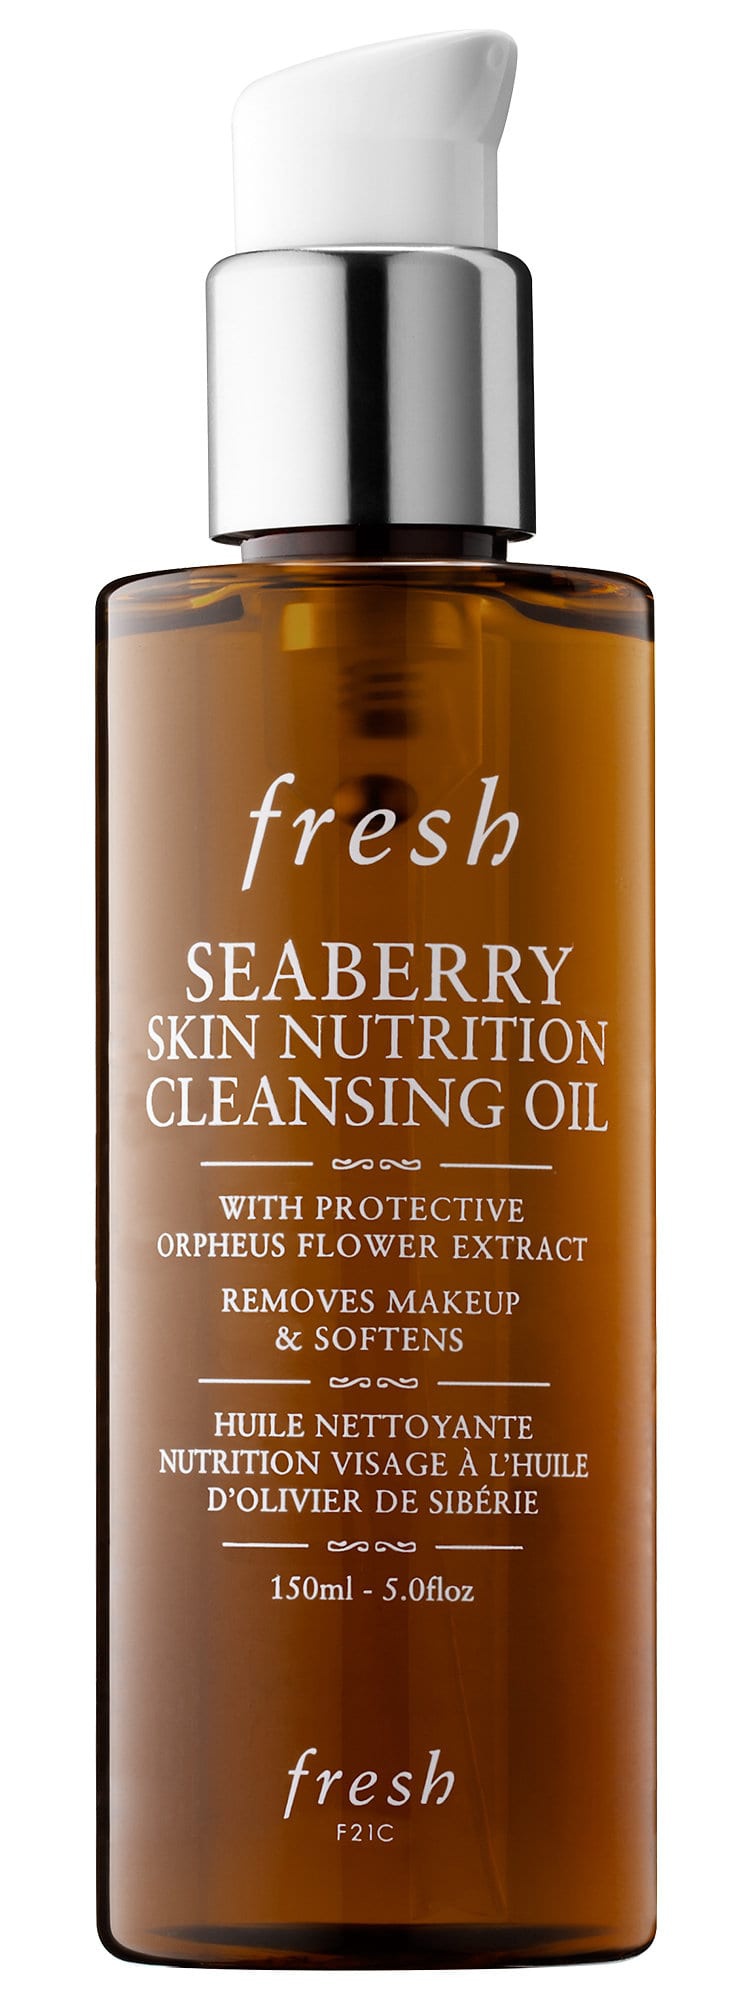 fresh
SEABERRY
SKIN NUTRITION
CLEANSING OIL
WITH PROTECTIVE
ORPHEUS FLOWER EXTRACT
REMOVES MAKEUP
& SOFTENS
HUILE NETTOYANTE
NUTRITION VISAGE À L'HUILE
D'OLIVIER DE SIBÉRIE
150ml - 5.0floz
fresh
F21C